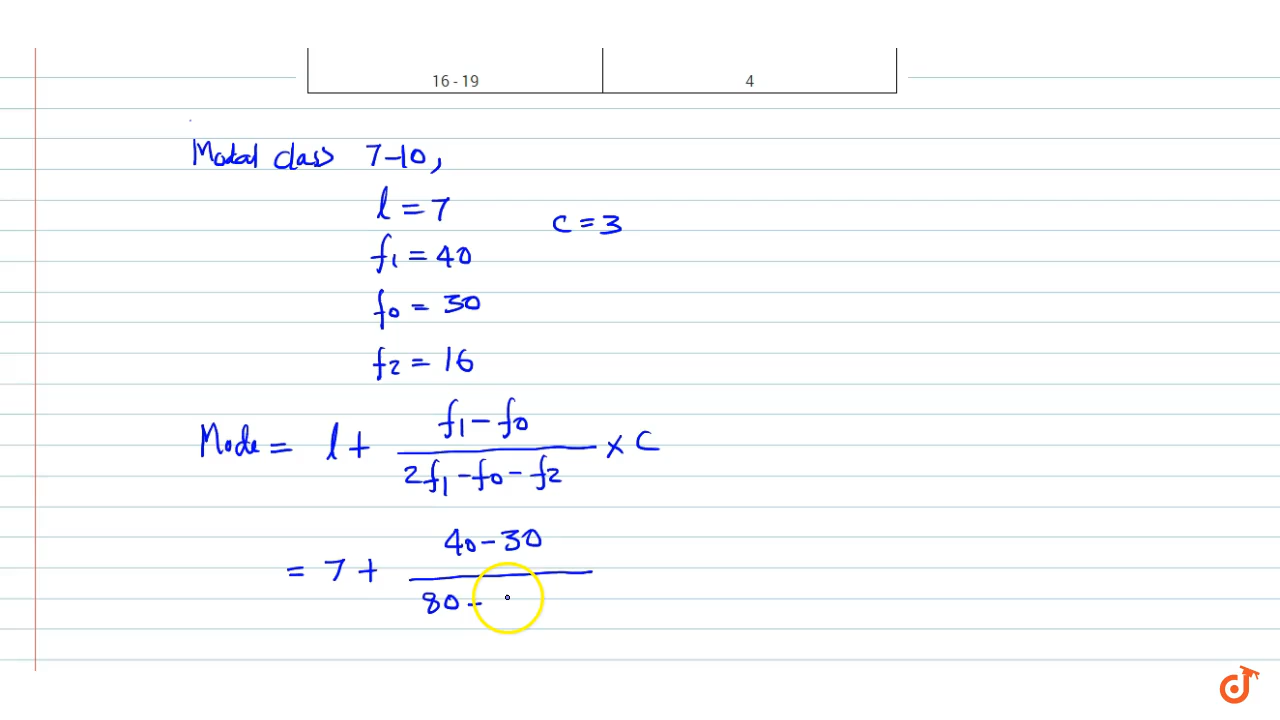 16 - 19 4
Modal class 7-10,
l = 7
c = 3
f1 = 40
f0 = 30
f2 = 16
Mode = l + f1 - f0 / 2f1 - f0 - f2 × C
= 7 + 40 - 30 / 80 -